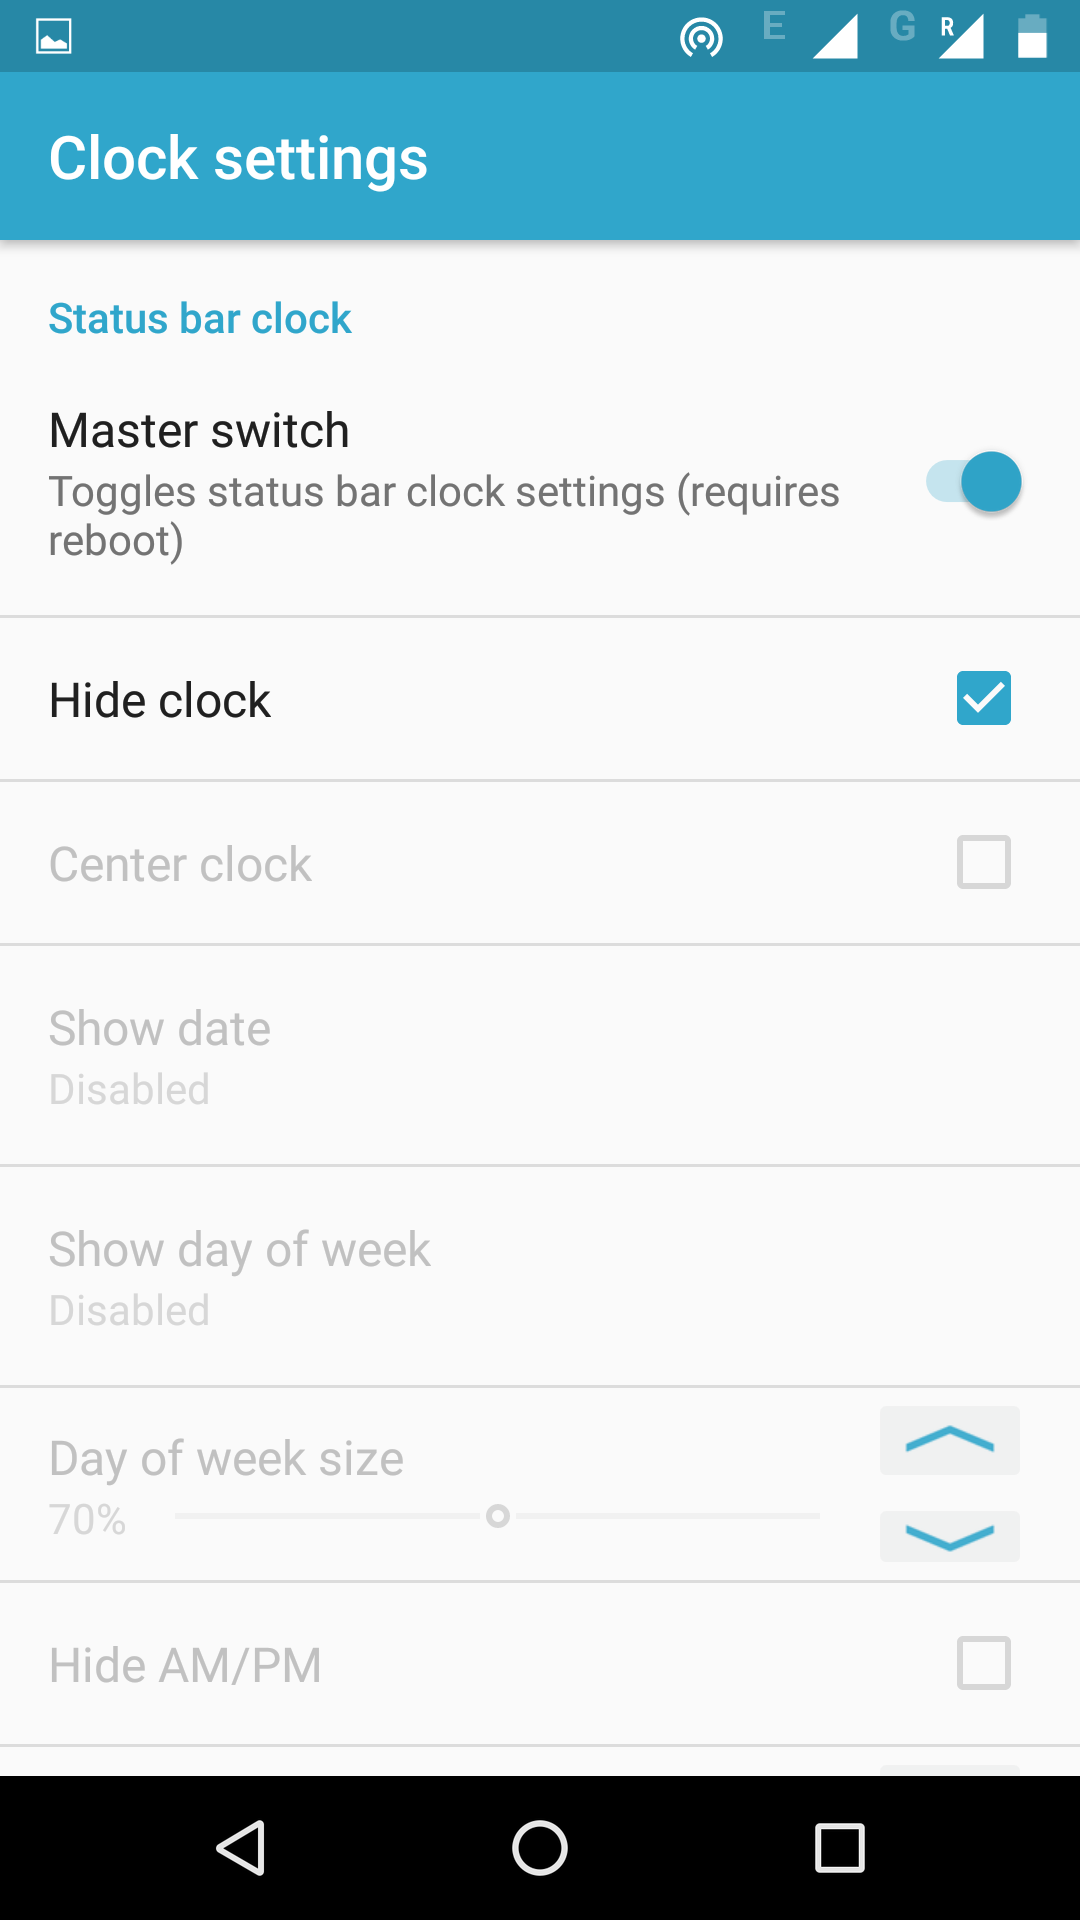 E G R
Clock settings
Status bar clock
Master switch
Toggles status bar clock settings (requires
reboot)
Hide clock
Center clock
Show date
Disabled
Show day of week
Disabled
Day of week size
70%
Hide AM/PM